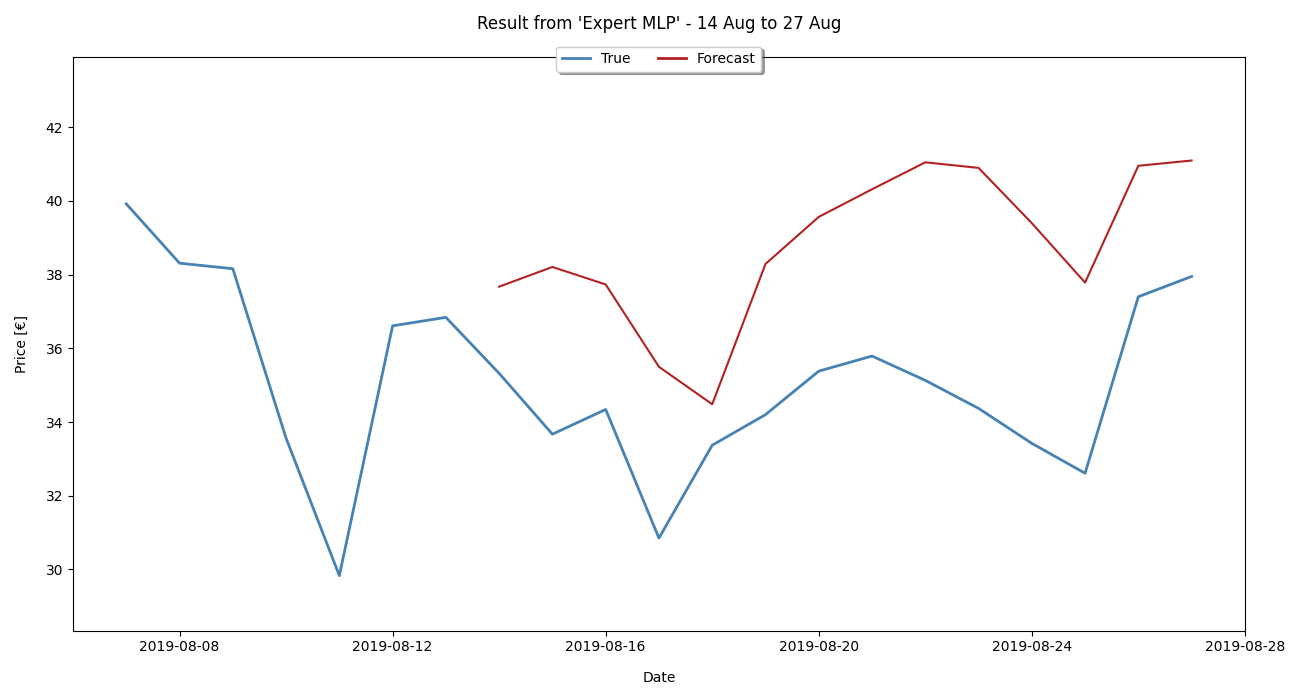 Result from 'Expert MLP' - 14 Aug to 27 Aug
True Forecast
42
40
38
36
34
32
30
Price [€]
2019-08-08 2019-08-12 2019-08-16 2019-08-20 2019-08-24 2019-08-28
Date